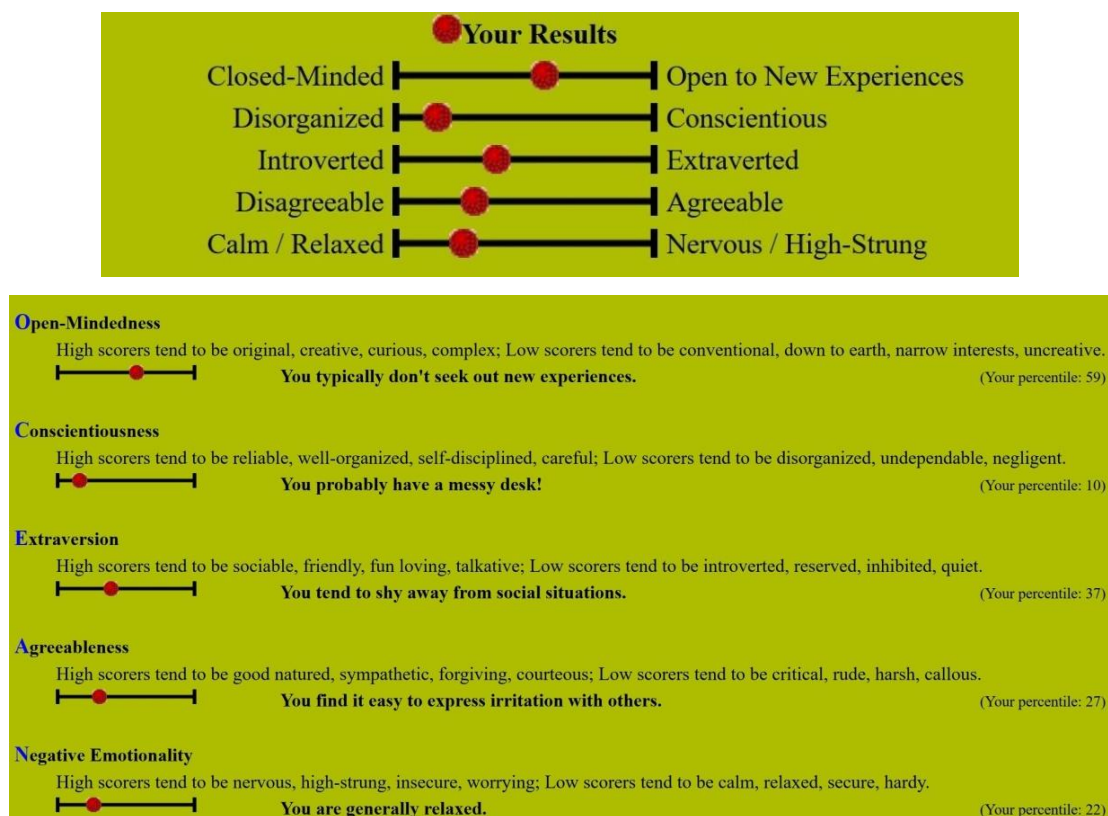 Your Results
Closed-Minded Open to New Experiences
Disorganized Conscientious
Introverted Extraverted
Disagreeable Agreeable
Calm / Relaxed Nervous / High-Strung
Open-Mindedness
High scorers tend to be original, creative, curious, complex; Low scorers tend to be conventional, down to earth, narrow interests, uncreative.
You typically don't seek out new experiences. (Your percentile: 59)
Conscientiousness
High scorers tend to be reliable, well-organized, self-disciplined, careful; Low scorers tend to be disorganized, undependable, negligent.
You probably have a messy desk! (Your percentile: 10)
Extraversion
High scorers tend to be sociable, friendly, fun loving, talkative; Low scorers tend to be introverted, reserved, inhibited, quiet.
You tend to shy away from social situations. (Your percentile: 37)
Agreeableness
High scorers tend to be good natured, sympathetic, forgiving, courteous; Low scorers tend to be critical, rude, harsh, callous.
You find it easy to express irritation with others. (Your percentile: 27)
Negative Emotionality
High scorers tend to be nervous, high-strung, insecure, worrying; Low scorers tend to be calm, relaxed, secure, hardy.
You are generally relaxed. (Your percentile: 22)